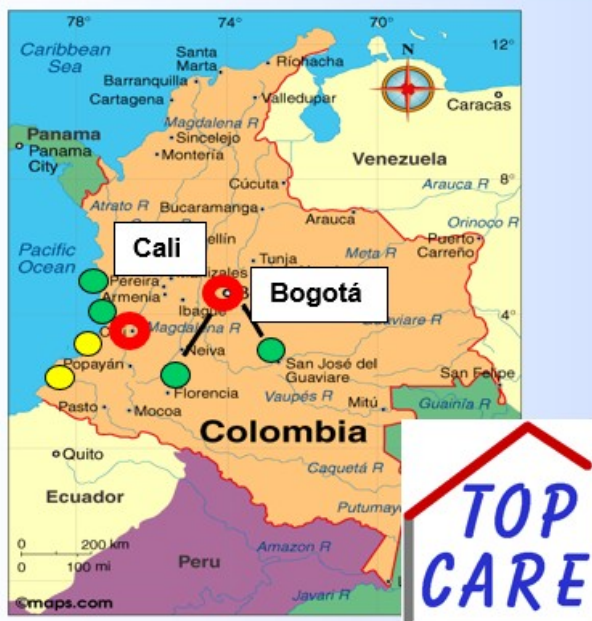 78° 74° 70°
Caribbean
Sea
Santa
Marta
Riohacha
N
12°
Barranquilla
Cartagena
Valledupar
Caracas
Magdalena R
Panama
Panama
City
Sincelejo
Montería
Venezuela
8°
Cúcuta
Arauca R
Atrato R
Bucaramanga
Arauca
Orinoco R
Puerto
Carreño
Pacific
Ocean
Cali
Tunja
Meta R
Pereira
Armenia
Bogotá
Ibagué
4°
Magdalena R
Neiva
San José del
Guaviare
San Felipe
Popayán
Florencia
Vaupés R
Mitú
Guainía R
Pasto
Mocoa
Colombia
Quito
Caquetá R
Ecuador
Putumayo
0 200 km
0 100 mi
Peru
Amazon R
Javari R
©maps.com
TOP
CARE